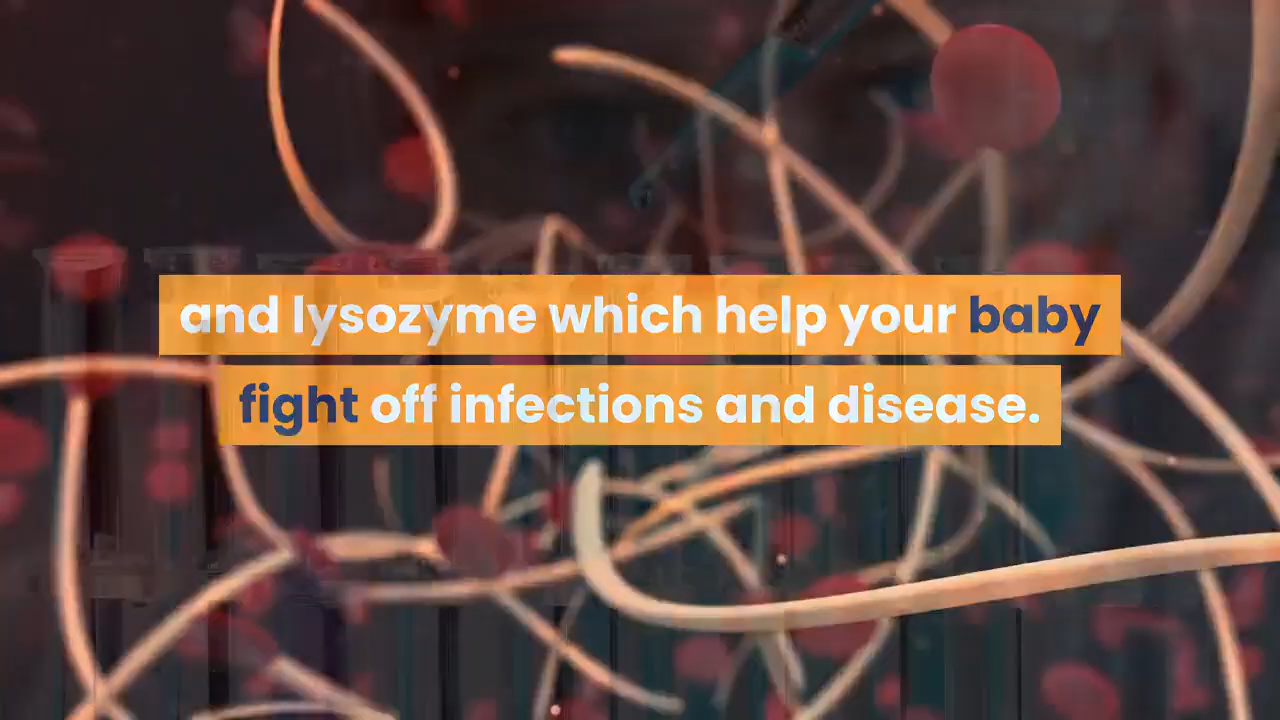 and lysozyme which help your baby
fight off infections and disease.